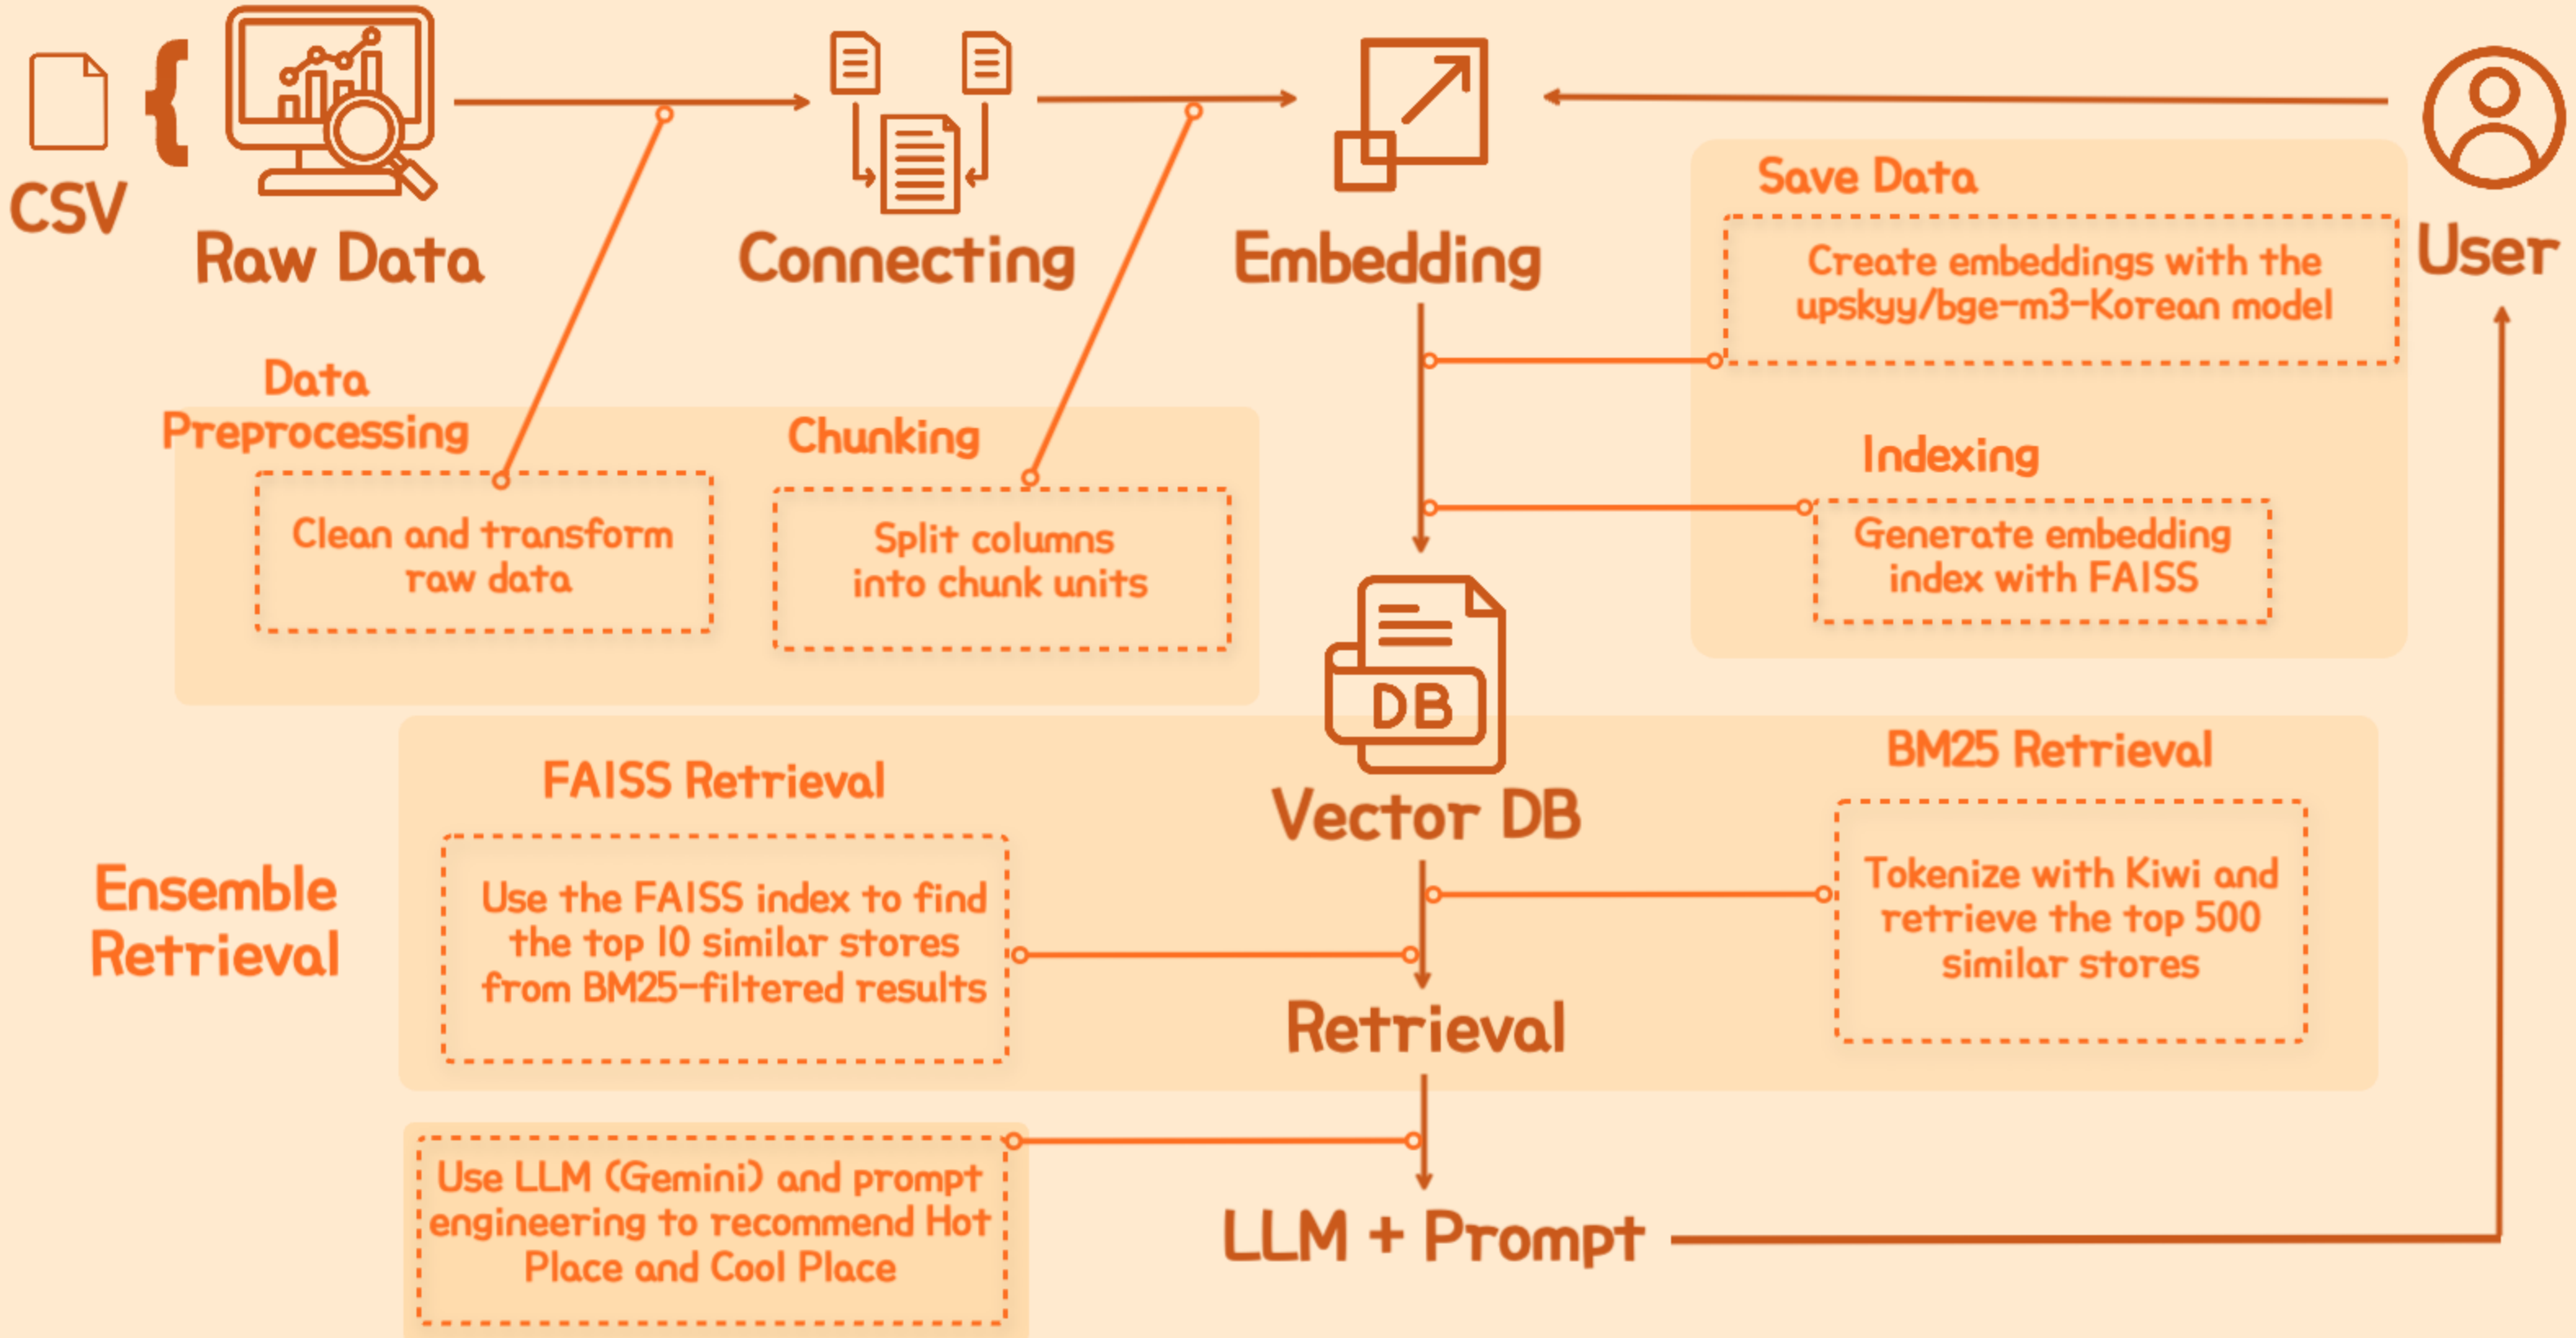 CSV
Raw Data
Connecting
Embedding
User
Save Data
Create embeddings with the
upskyy/bge-m3-Korean model
Data
Preprocessing
Clean and transform
raw data
Chunking
Split columns
into chunk units
Indexing
Generate embedding
index with FAISS
DB
Vector DB
Ensemble
Retrieval
FAISS Retrieval
Use the FAISS index to find
the top 10 similar stores
from BM25-filtered results
BM25 Retrieval
Tokenize with Kiwi and
retrieve the top 500
similar stores
Retrieval
Use LLM (Gemini) and prompt
engineering to recommend Hot
Place and Cool Place
LLM + Prompt